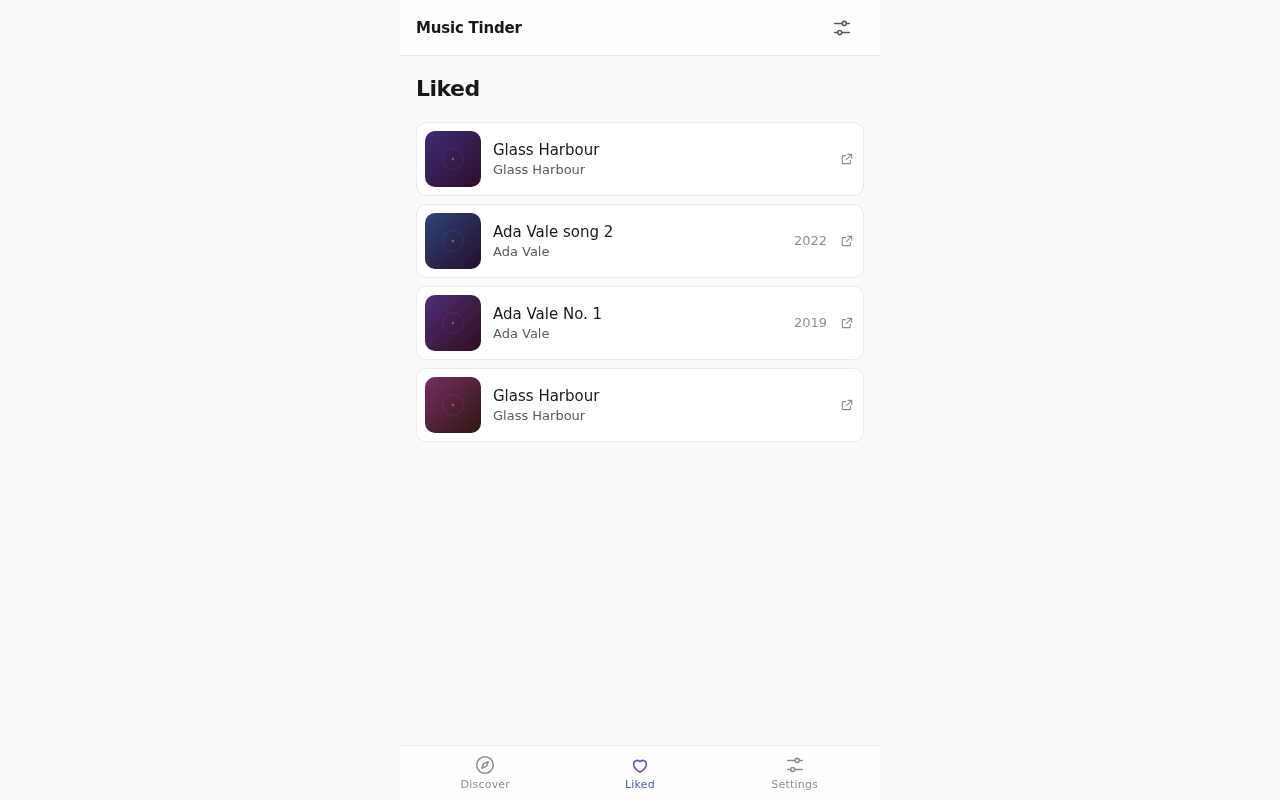 Music Tinder
Liked
Glass Harbour
Glass Harbour
Ada Vale song 2
Ada Vale
2022
Ada Vale No. 1
Ada Vale
2019
Glass Harbour
Glass Harbour
Discover
Liked
Settings